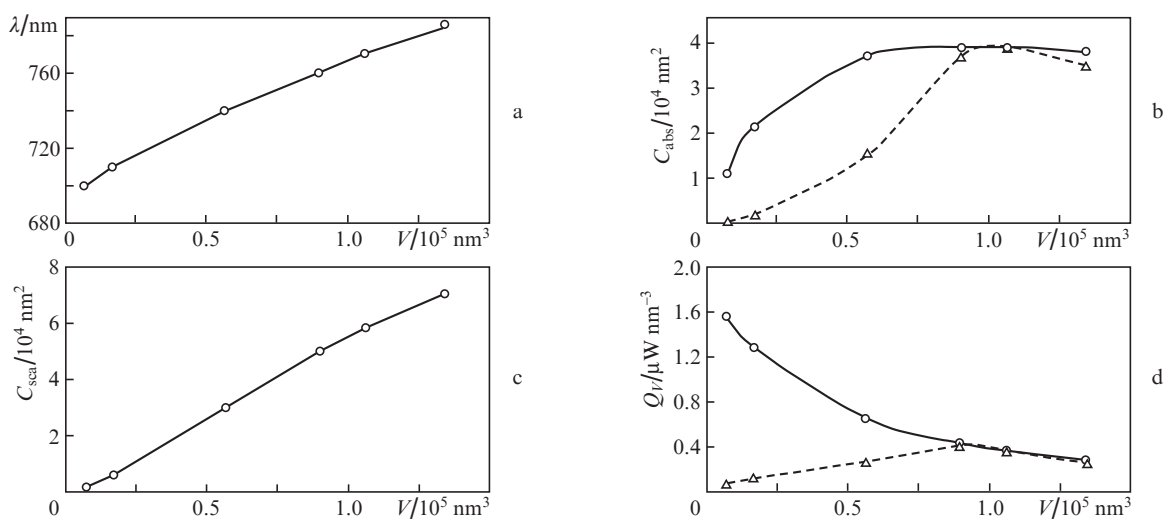 λ/nm
760
720
680
0
0.5
1.0
V/10⁵ nm³
a
C_abs/10⁴ nm²
4
3
2
1
0
0.5
1.0
V/10⁵ nm³
b
C_sca/10⁴ nm²
8
6
4
2
0
0
0.5
1.0
V/10⁵ nm³
c
Q_V/μW nm⁻³
2.0
1.6
1.2
0.8
0.4
0
0.5
1.0
V/10⁵ nm³
d